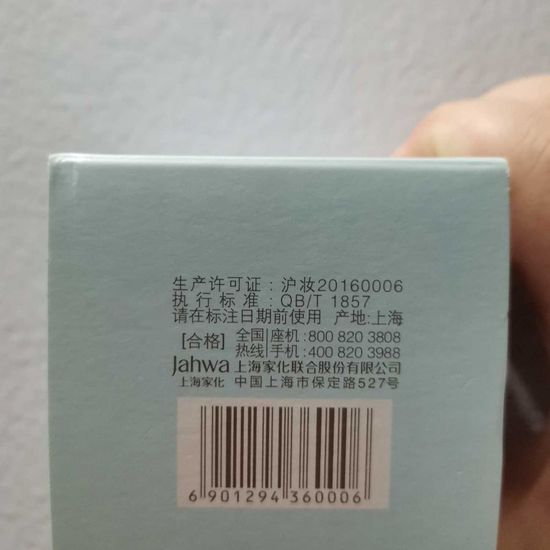 生产许可证：沪妆20160006
执行标准：QB/T 1857
请在标注日期前使用 产地:上海
[合格] 全国 座机:800 820 3808
热线 手机:400 820 3988
Jahwa 上海家化联合股份有限公司
上海家化 中国上海市保定路527号
6 901294 360006